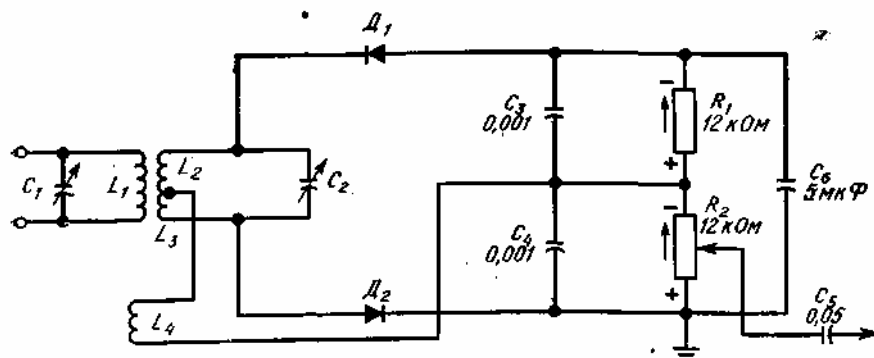 Д₁
C₃
0,001
R₁
12 кОм
C₁
L₁
L₂
L₃
C₂
C₆
5 мкФ
C₄
0,001
R₂
12 кОм
Д₂
L₄
C₅
0,05